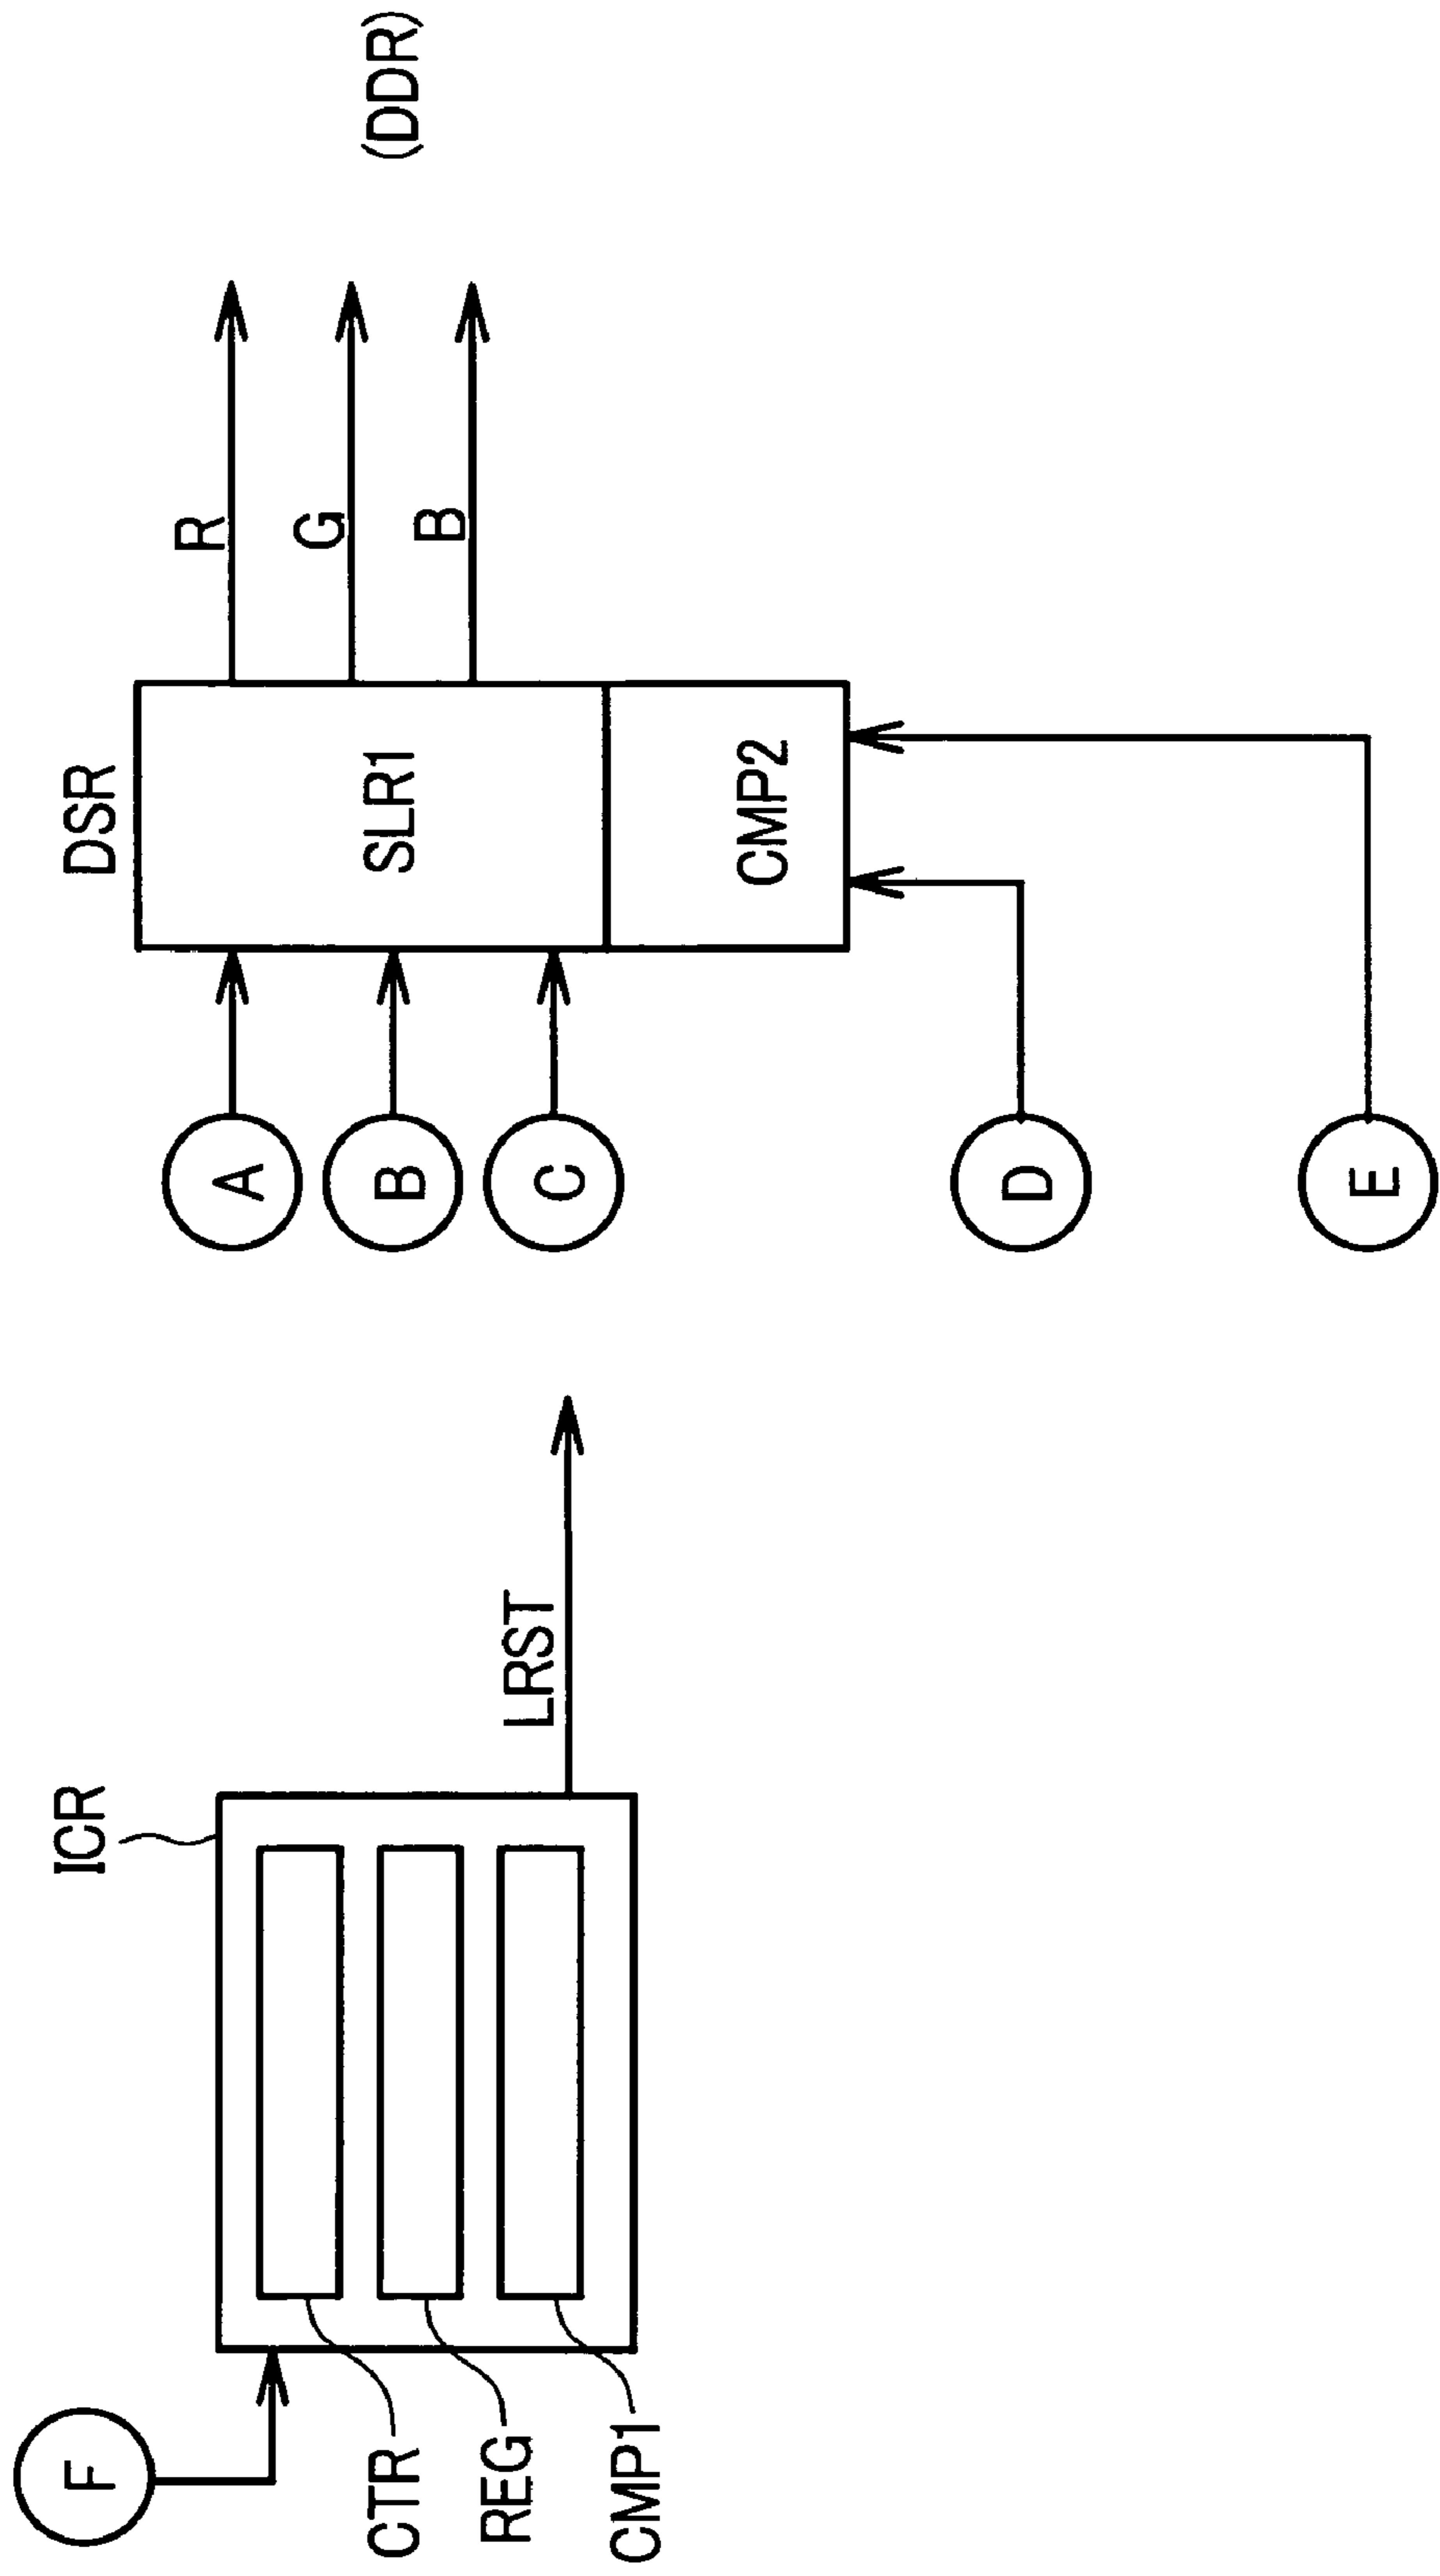 F
ICR
CTR
REG
CMP1
LRST
A
B
C
D
E
DSR
SLR1
CMP2
R
G
B
(DDR)